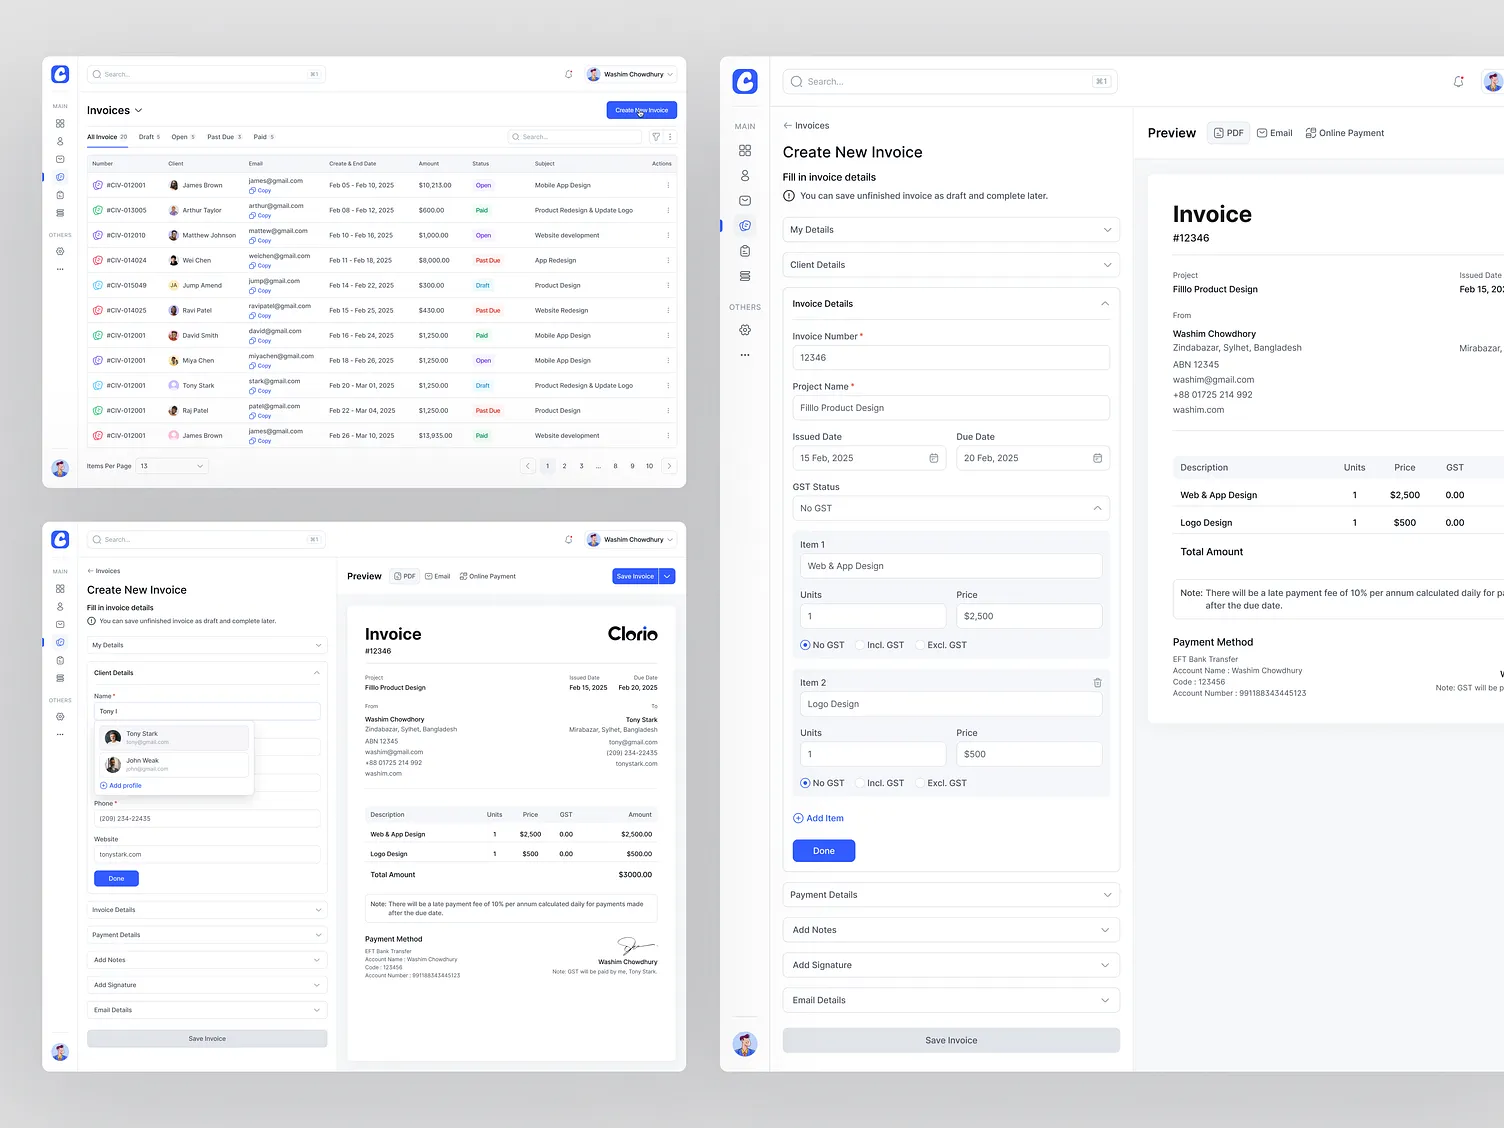 Search...
⌘1
Washim Chowdhury
MAIN
OTHERS
Invoices
Create New Invoice
All Invoice 20 Draft 5 Open 5 Past Due 3 Paid 5
Search...
Number Client Email Create & End Date Amount Status Subject Actions
#CIV-012001 James Brown james@gmail.com Copy Feb 05 - Feb 10, 2025 $10,213.00 Open Mobile App Design
#CIV-013005 Arthur Taylor arthur@gmail.com Copy Feb 08 - Feb 12, 2025 $600.00 Paid Product Redesign & Update Logo
#CIV-012010 Matthew Johnson mattew@gmail.com Copy Feb 10 - Feb 16, 2025 $1,000.00 Open Website development
#CIV-014024 Wei Chen weichen@gmail.com Copy Feb 11 - Feb 18, 2025 $8,000.00 Past Due App Redesign
#CIV-015049 JA Jump Amend jump@gmail.com Copy Feb 14 - Feb 22, 2025 $300.00 Draft Product Design
#CIV-014025 Ravi Patel ravipatel@gmail.com Copy Feb 15 - Feb 25, 2025 $430.00 Past Due Website Redesign
#CIV-012001 David Smith david@gmail.com Copy Feb 16 - Feb 24, 2025 $1,250.00 Paid Mobile App Design
#CIV-012001 Miya Chen miyachen@gmail.com Copy Feb 18 - Feb 26, 2025 $1,250.00 Open Mobile App Design
#CIV-012001 Tony Stark stark@gmail.com Copy Feb 20 - Mar 01, 2025 $1,250.00 Draft Product Redesign & Update Logo
#CIV-012001 Raj Patel patel@gmail.com Copy Feb 22 - Mar 04, 2025 $1,250.00 Past Due Product Design
#CIV-012001 James Brown james@gmail.com Copy Feb 26 - Mar 10, 2025 $13,935.00 Paid Website development
Items Per Page 13
1 2 3 ... 8 9 10
Search...
⌘1
Washim Chowdhury
MAIN
OTHERS
Invoices
Create New Invoice
Fill in invoice details
You can save unfinished invoice as draft and complete later.
My Details
Client Details
Name *
Tony I
Tony Stark
tony@gmail.com
John Weak
john@gmail.com
Add profile
Phone *
(209) 234-22435
Website
tonystark.com
Done
Invoice Details
Payment Details
Add Notes
Add Signature
Email Details
Save Invoice
Preview PDF Email Online Payment
Save Invoice
Invoice
#12346
Clorio
Project Issued Date Due Date
Filllo Product Design Feb 15, 2025 Feb 20, 2025
From To
Washim Chowdhury Tony Stark
Zindabazar, Sylhet, Bangladesh Mirabazar, Sylhet, Bangladesh
ABN 12345 tony@gmail.com
washim@gmail.com (209) 234-22435
+88 01725 214 992 tonystark.com
washim.com
Description Units Price GST Amount
Web & App Design 1 $2,500 0.00 $2,500.00
Logo Design 1 $500 0.00 $500.00
Total Amount $3000.00
Note: There will be a late payment fee of 10% per annum calculated daily for payments made
after the due date.
Payment Method
EFT Bank Transfer
Account Name : Washim Chowdhury
Code : 123456
Account Number : 991188343445123
Washim Chowdhury
Note: GST will be paid by me, Tony Stark.
Search...
⌘1
MAIN
OTHERS
Invoices
Create New Invoice
Fill in invoice details
You can save unfinished invoice as draft and complete later.
My Details
Client Details
Invoice Details
Invoice Number *
12346
Project Name *
Filllo Product Design
Issued Date Due Date
15 Feb, 2025 20 Feb, 2025
GST Status
No GST
Item 1
Web & App Design
Units Price
1 $2,500
No GST Incl. GST Excl. GST
Item 2
Logo Design
Units Price
1 $500
No GST Incl. GST Excl. GST
Add Item
Done
Payment Details
Add Notes
Add Signature
Email Details
Save Invoice
Preview PDF Email Online Payment
Invoice
#12346
Project Issued Date
Filllo Product Design Feb 15, 202
From
Washim Chowdhury
Zindabazar, Sylhet, Bangladesh Mirabazar,
ABN 12345
washim@gmail.com
+88 01725 214 992
washim.com
Description Units Price GST
Web & App Design 1 $2,500 0.00
Logo Design 1 $500 0.00
Total Amount
Note: There will be a late payment fee of 10% per annum calculated daily for pa
after the due date.
Payment Method
EFT Bank Transfer
Account Name : Washim Chowdhury
Code : 123456
Account Number : 991188343445123
Note: GST will be p